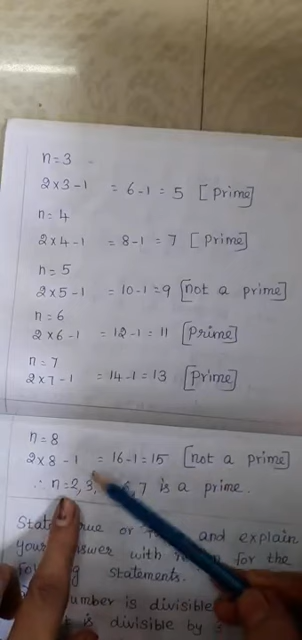 n=3
2×3-1 = 6-1 = 5 [prime]
n=4
2×4-1 = 8-1 = 7 [prime]
n=5
2×5-1 = 10-1 = 9 [not a prime]
n=6
2×6-1 = 12-1 = 11 [prime]
n=7
2×7-1 = 14-1 = 13 [prime]
n=8
2×8-1 = 16-1 = 15 [not a prime]
∴ n=2, 3, 6, 7 is a prime.
or and explain
with for the
statements.
number is
is divisible by